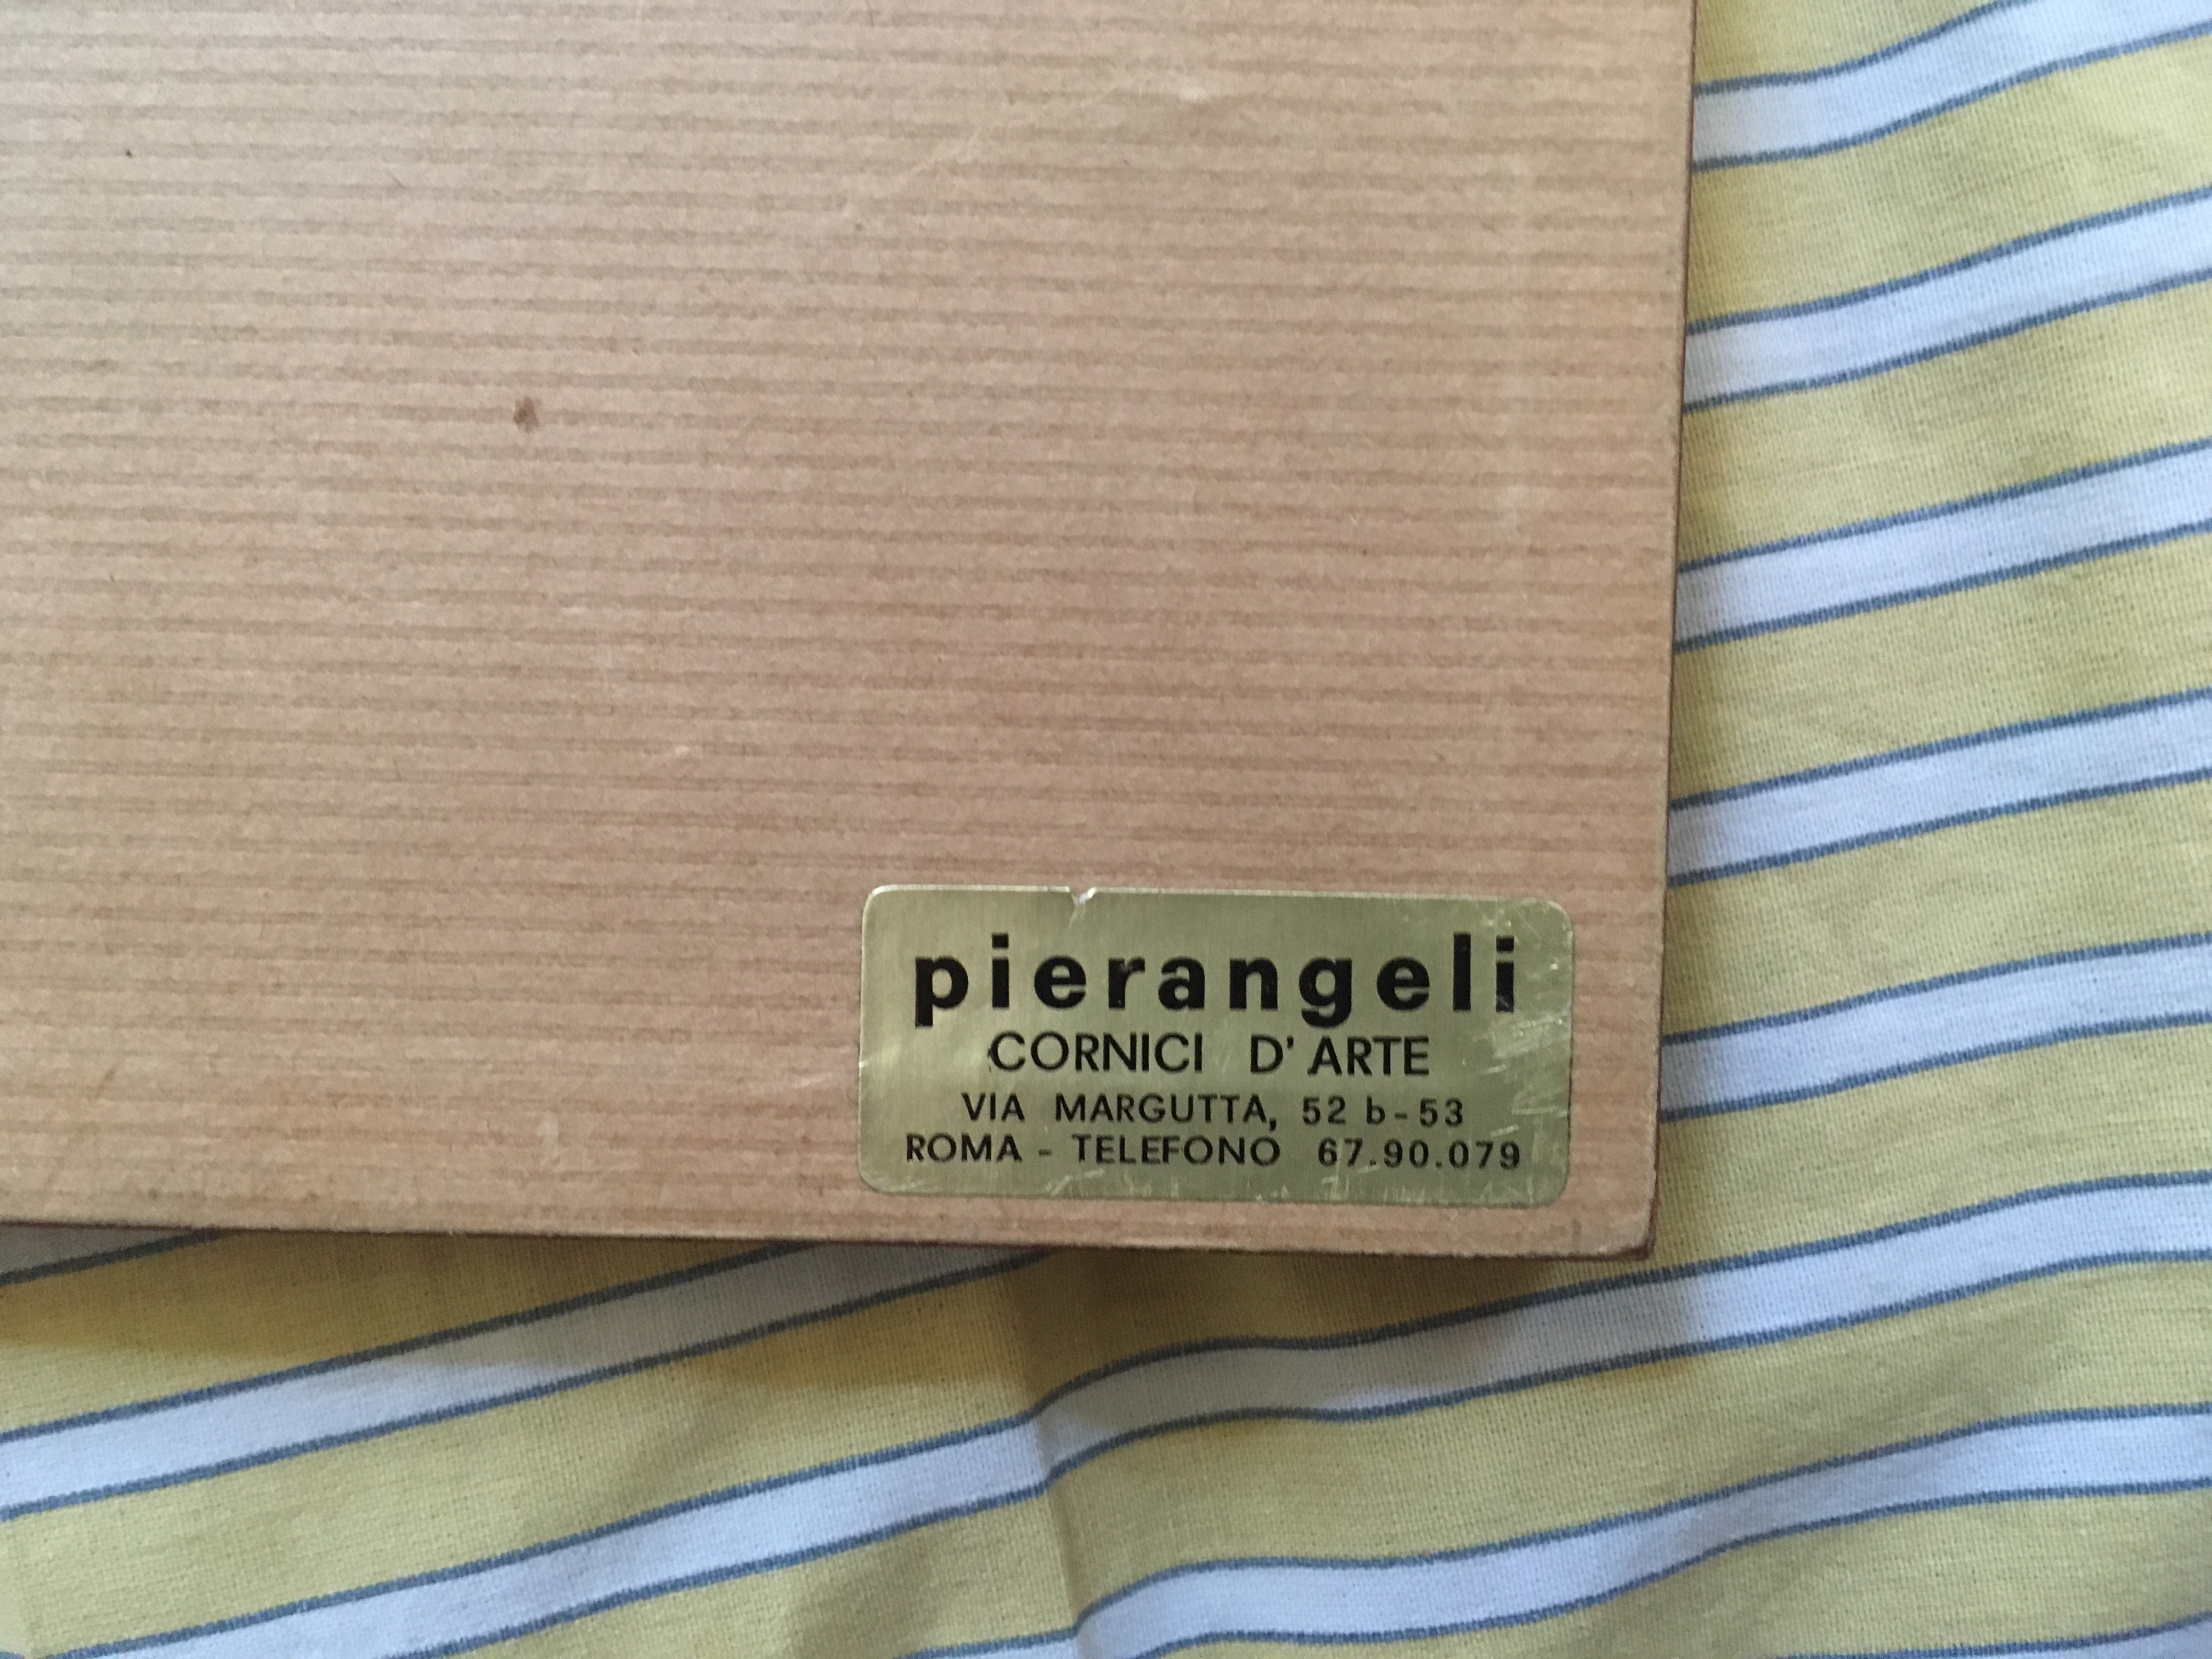 pierangeli
CORNICI D'ARTE
VIA MARGUTTA, 52 b-53
ROMA - TELEFONO 67.90.079